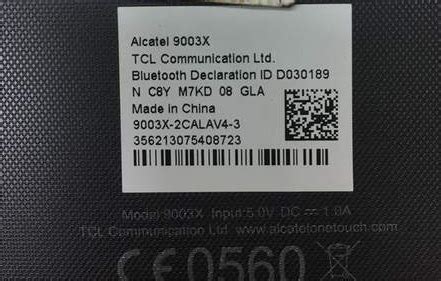 Alcatel 9003X
TCL Communication Ltd.
Bluetooth Declaration ID D030189
N C8Y M7KD 08 GLA
Made in China
9003X-2CALAV4-3
356213075408723
Model 9003X Input:5.0V DC ⎓ 1.0A
TCL Communication Ltd www.alcatelonetouch.com
CE0560